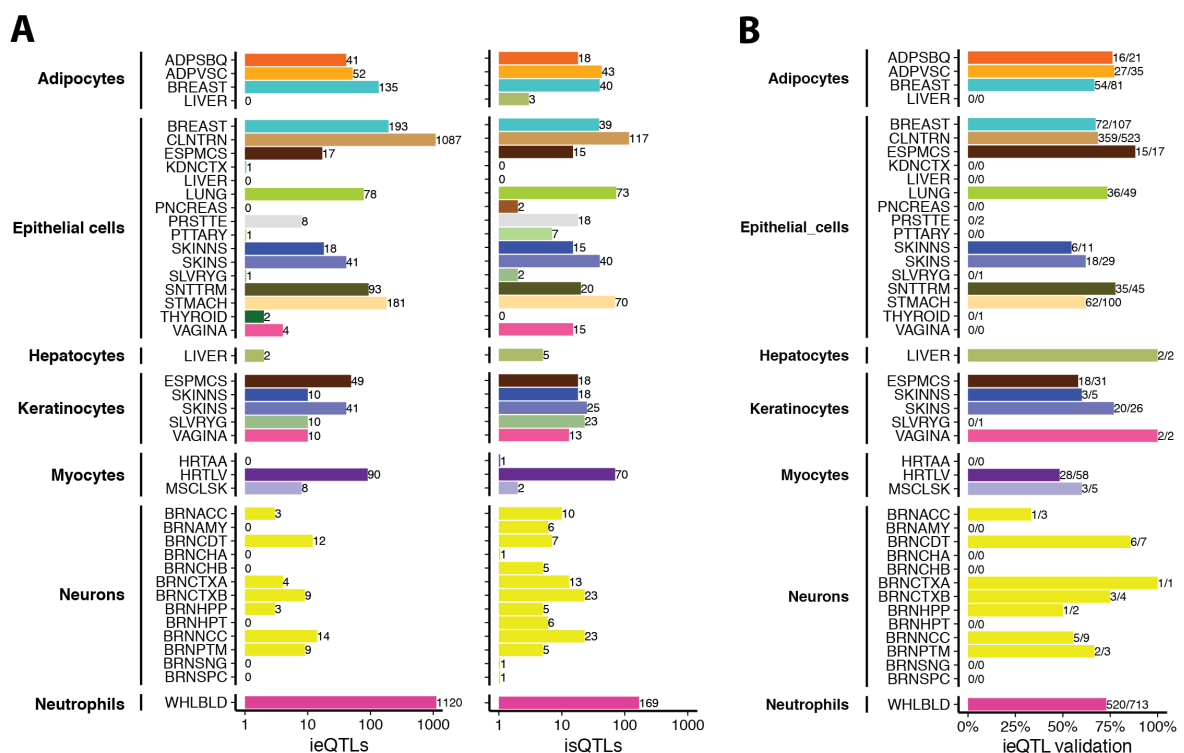 A
B
Adipocytes
ADPSBQ 41 18
ADPVSC 52 43
BREAST 135 40
LIVER 0 3
Epithelial cells
BREAST 193 39
CLNTRN 1087 117
ESPMCS 17 15
KDNCTX 1 0
LIVER 0 0
LUNG 78 73
PNCREAS 0 2
PRSTTE 8 18
PTTARY 1 7
SKINNS 18 15
SKINS 41 40
SLVRYG 1 2
SNTTRM 93 20
STMACH 181 70
THYROID 2 0
VAGINA 4 15
Hepatocytes
LIVER 2 5
Keratinocytes
ESPMCS 49 18
SKINNS 10 18
SKINS 41 25
SLVRYG 10 23
VAGINA 10 13
Myocytes
HRTAA 0 1
HRTLV 90 70
MSCLSK 8 2
Neurons
BRNACC 3 10
BRNAMY 0 6
BRNCDT 12 7
BRNCHA 0 1
BRNCHB 0 5
BRNCTXA 4 13
BRNCTXB 9 23
BRNHPP 3 5
BRNHPT 0 6
BRNNCC 14 23
BRNPTM 9 5
BRNSNG 0 1
BRNSPC 0 1
Neutrophils
WHLBLD 1120 169
1 10 100 1000 1 10 100 1000
ieQTLs isQTLs
Adipocytes
ADPSBQ 16/21
ADPVSC 27/35
BREAST 54/81
LIVER 0/0
Epithelial_cells
BREAST 72/107
CLNTRN 359/523
ESPMCS 15/17
KDNCTX 0/0
LIVER 0/0
LUNG 36/49
PNCREAS 0/0
PRSTTE 0/2
PTTARY 0/0
SKINNS 6/11
SKINS 18/29
SLVRYG 0/1
SNTTRM 35/45
STMACH 62/100
THYROID 0/1
VAGINA 0/0
Hepatocytes
LIVER 2/2
Keratinocytes
ESPMCS 18/31
SKINNS 3/5
SKINS 20/26
SLVRYG 0/1
VAGINA 2/2
Myocytes
HRTAA 0/0
HRTLV 28/58
MSCLSK 3/5
Neurons
BRNACC 1/3
BRNAMY 0/0
BRNCDT 6/7
BRNCHA 0/0
BRNCHB 0/0
BRNCTXA 1/1
BRNCTXB 3/4
BRNHPP 1/2
BRNHPT 0/0
BRNNCC 5/9
BRNPTM 2/3
BRNSNG 0/0
BRNSPC 0/0
Neutrophils
WHLBLD 520/713
0% 25% 50% 75% 100%
ieQTL validation